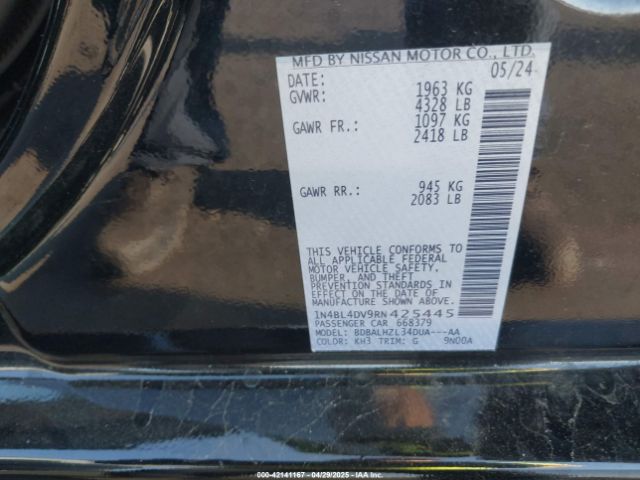 MFD BY NISSAN MOTOR CO., LTD.
DATE: 05/24
GVWR: 1963 KG
4328 LB
GAWR FR.: 1097 KG
2418 LB
GAWR RR.: 945 KG
2083 LB
THIS VEHICLE CONFORMS TO
ALL APPLICABLE FEDERAL
MOTOR VEHICLE SAFETY,
BUMPER, AND THEFT
PREVENTION STANDARDS IN
EFFECT ON THE DATE OF
MANUFACTURE SHOWN ABOVE.
1N4BL4DV9RN425445
PASSENGER CAR 668379
MODEL: BDBALHZL34DUA---AA
COLOR: KH3 TRIM: G 9N00A
000-42141167 - 04/29/2025 - IAA Inc.